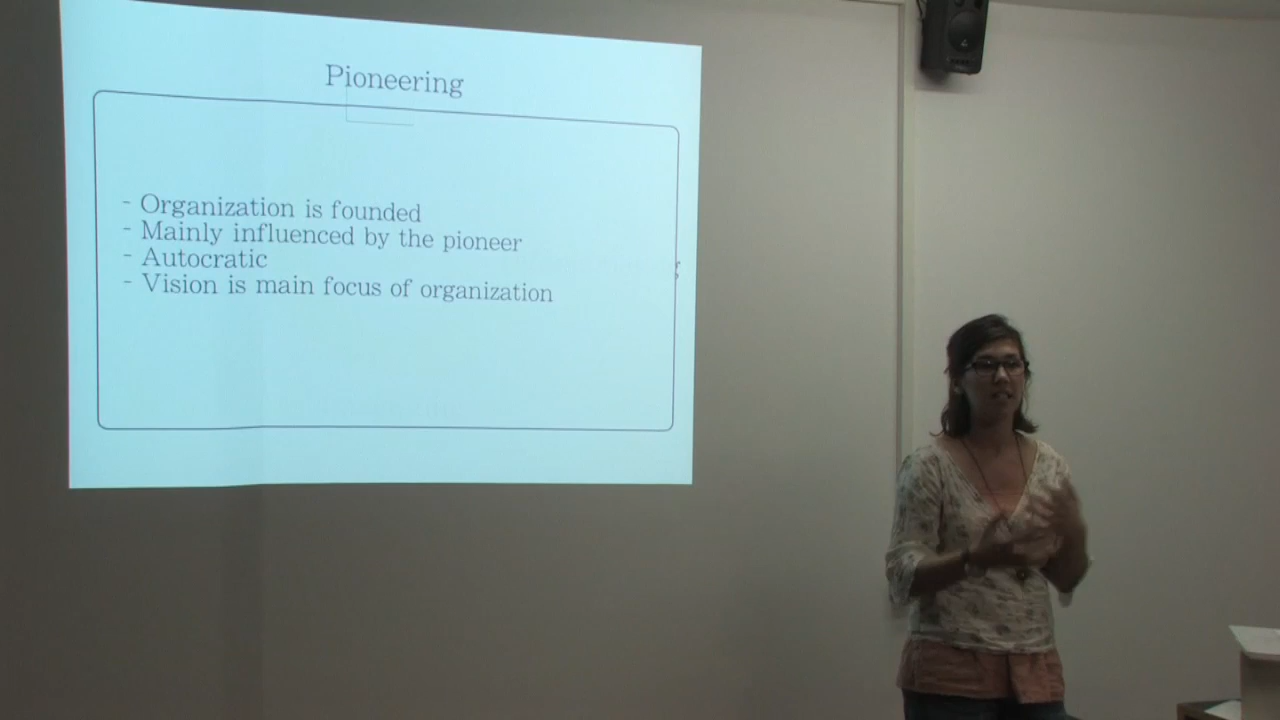 Pioneering
- Organization is founded
- Mainly influenced by the pioneer
- Autocratic
- Vision is main focus of organization